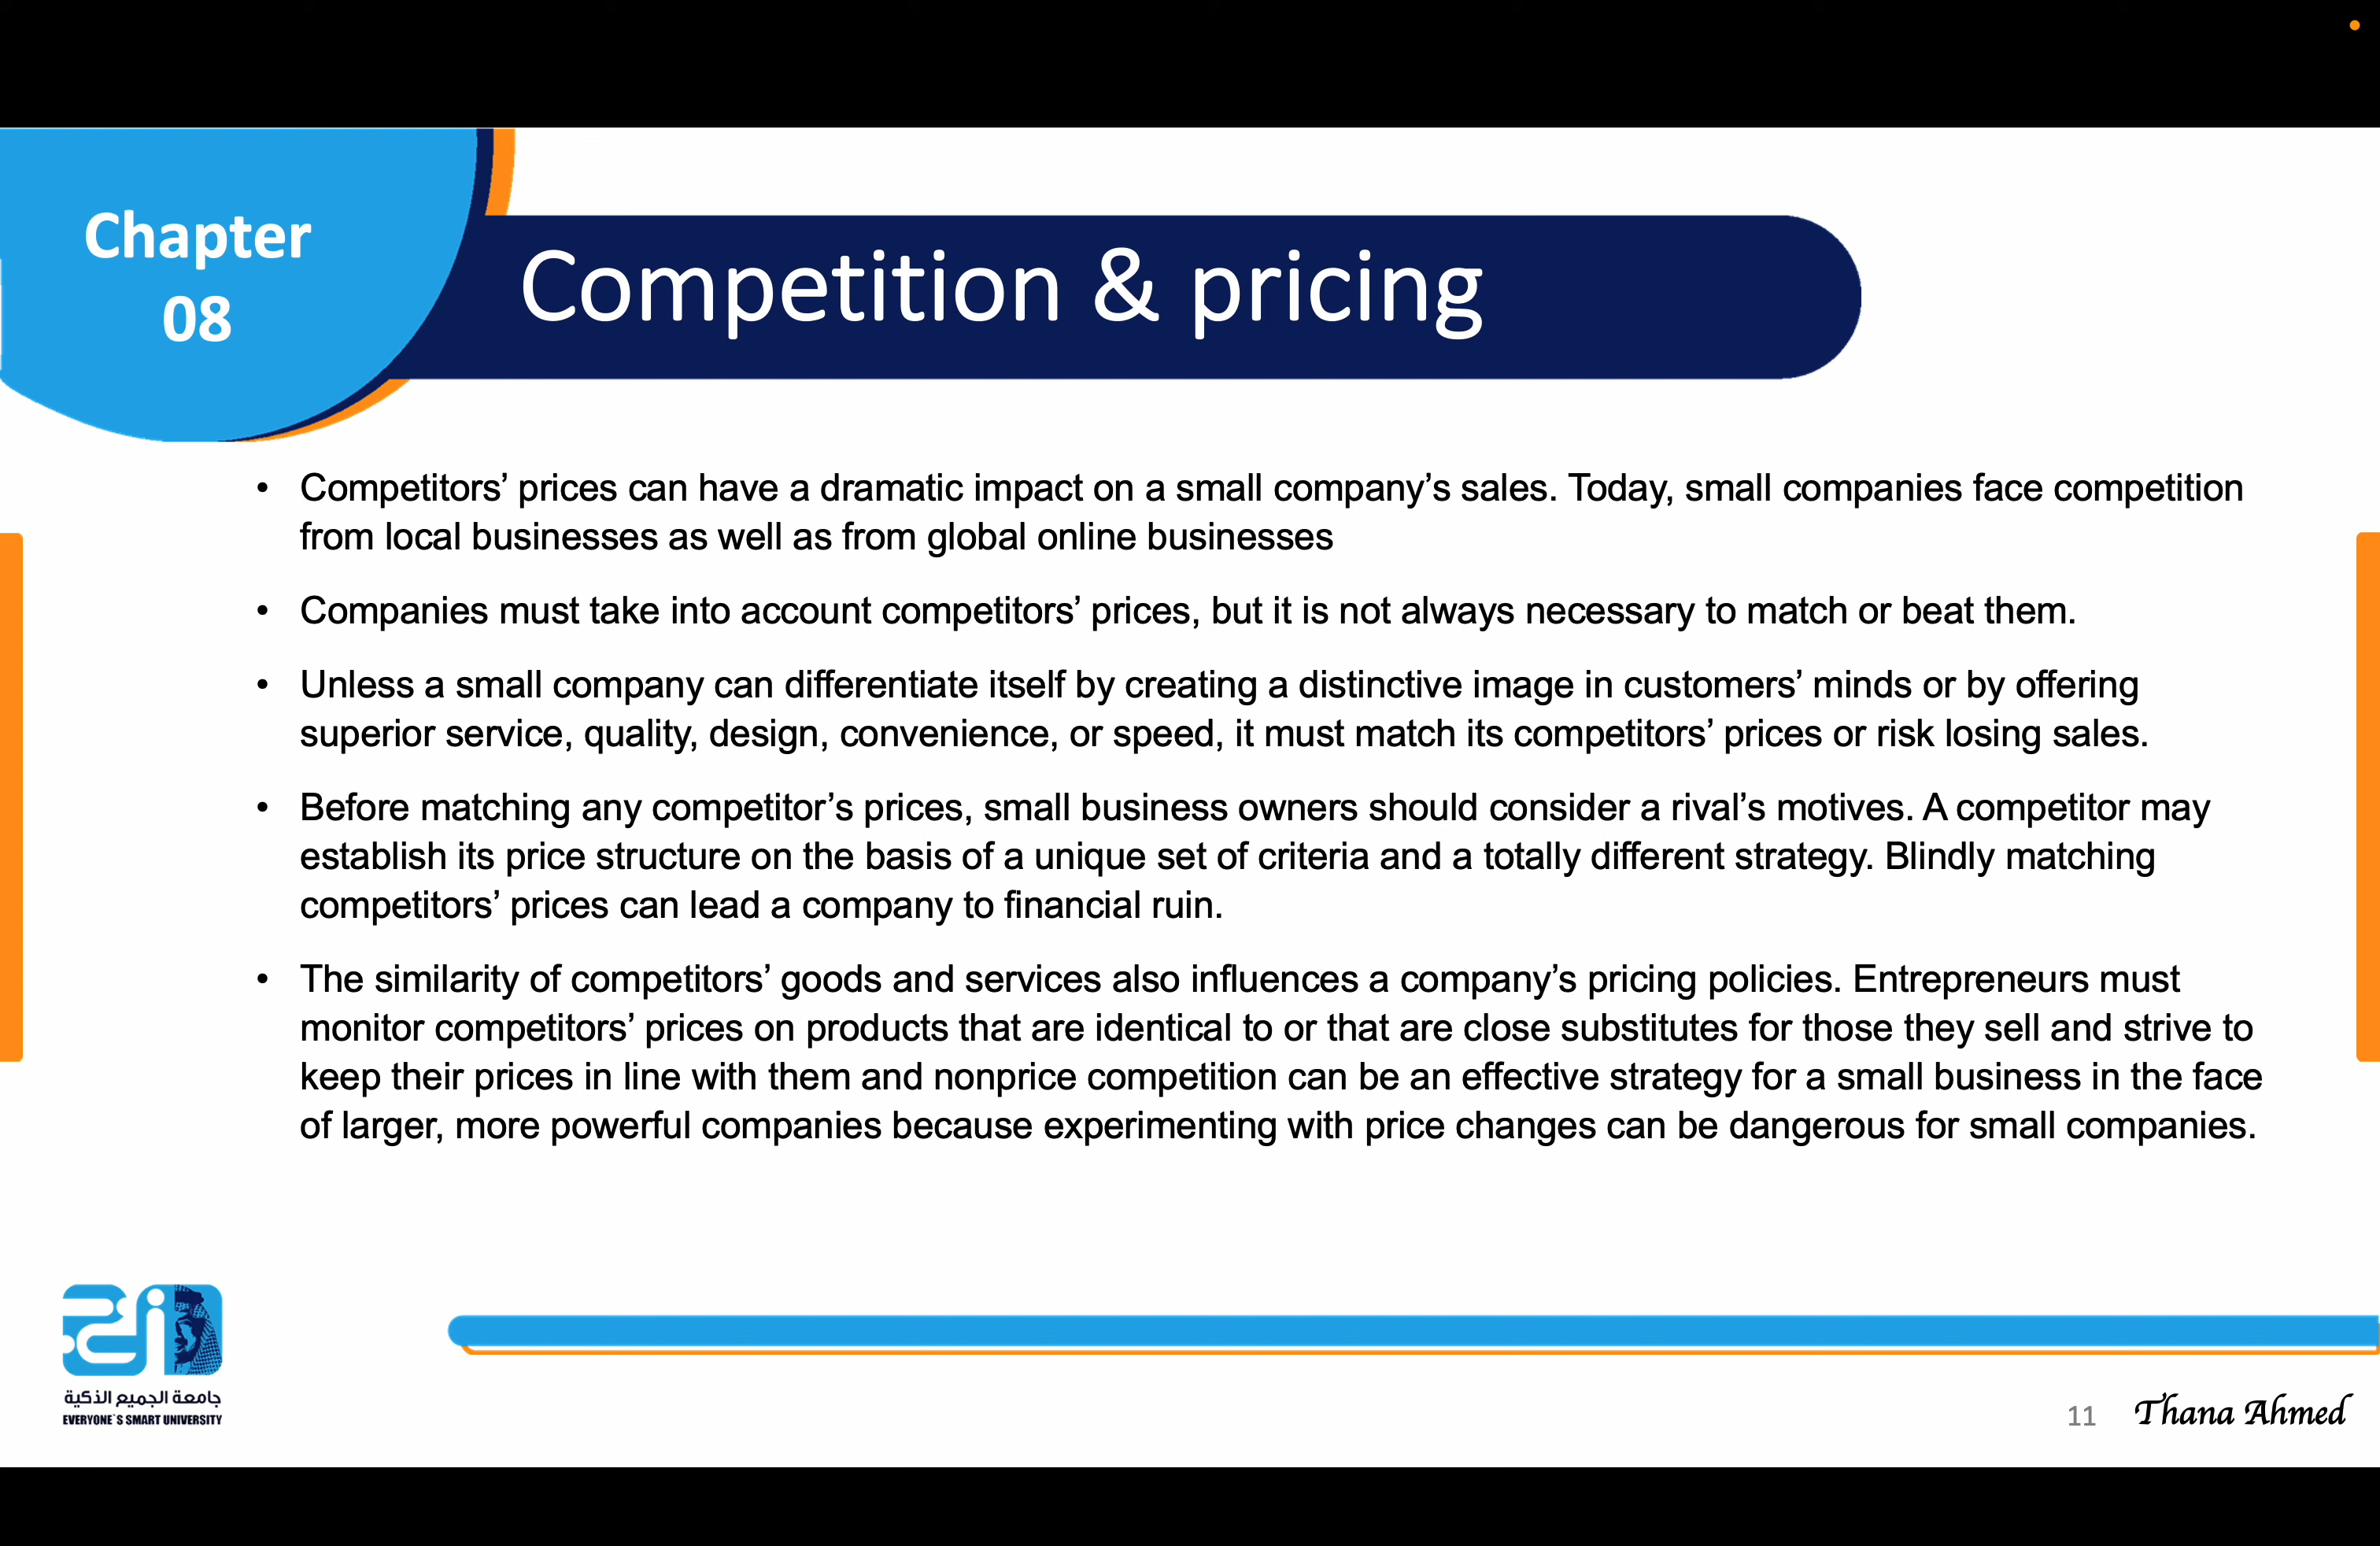 Chapter
08
Competition & pricing
• Competitors’ prices can have a dramatic impact on a small company’s sales. Today, small companies face competition
from local businesses as well as from global online businesses
• Companies must take into account competitors’ prices, but it is not always necessary to match or beat them.
• Unless a small company can differentiate itself by creating a distinctive image in customers’ minds or by offering
superior service, quality, design, convenience, or speed, it must match its competitors’ prices or risk losing sales.
• Before matching any competitor’s prices, small business owners should consider a rival’s motives. A competitor may
establish its price structure on the basis of a unique set of criteria and a totally different strategy. Blindly matching
competitors’ prices can lead a company to financial ruin.
• The similarity of competitors’ goods and services also influences a company’s pricing policies. Entrepreneurs must
monitor competitors’ prices on products that are identical to or that are close substitutes for those they sell and strive to
keep their prices in line with them and nonprice competition can be an effective strategy for a small business in the face
of larger, more powerful companies because experimenting with price changes can be dangerous for small companies.
جامعة الجميع الذكية
EVERYONE`S SMART UNIVERSITY
11
Thana Ahmed